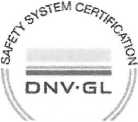 SAFETY SYSTEM CERTIFICATION
DNV·GL